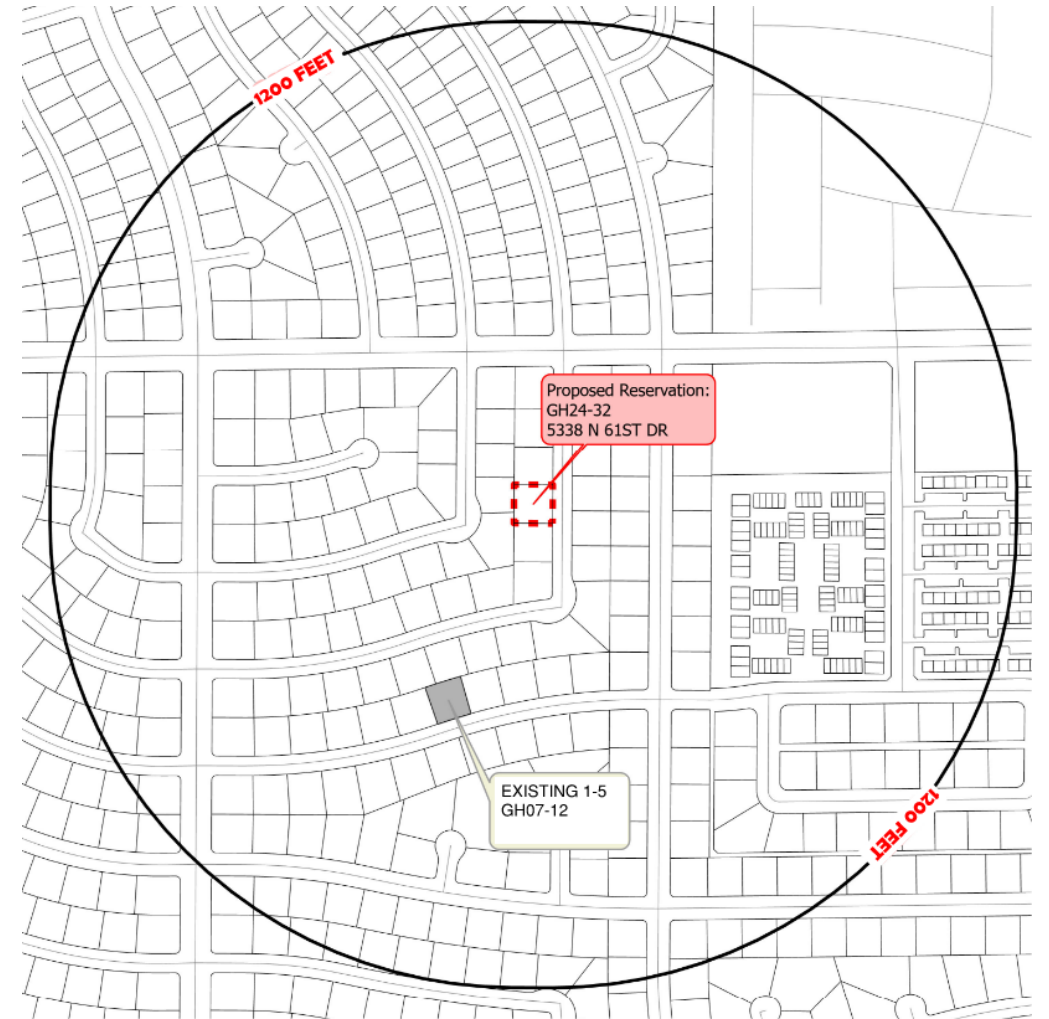 1200 FEET
Proposed Reservation:
GH24-32
5338 N 61ST DR
EXISTING 1-5
GH07-12
1200 FEET